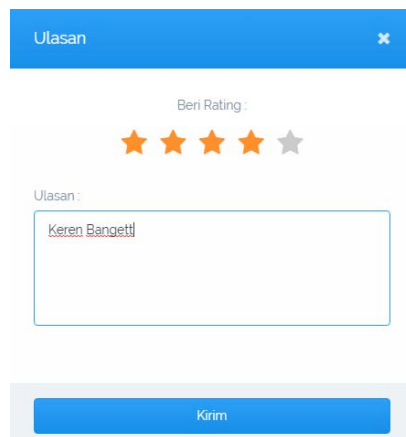 Ulasan
Beri Rating :
Ulasan :
Keren Bangett
Kirim